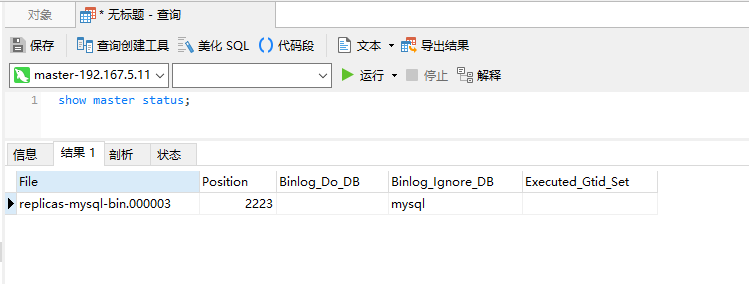 对象 * 无标题 - 查询
保存 查询创建工具 美化 SQL 代码段 文本 导出结果
master-192.167.5.11 运行 停止 解释
1 show master status;
信息 结果 1 剖析 状态
File Position Binlog_Do_DB Binlog_Ignore_DB Executed_Gtid_Set
replicas-mysql-bin.000003 2223 mysql